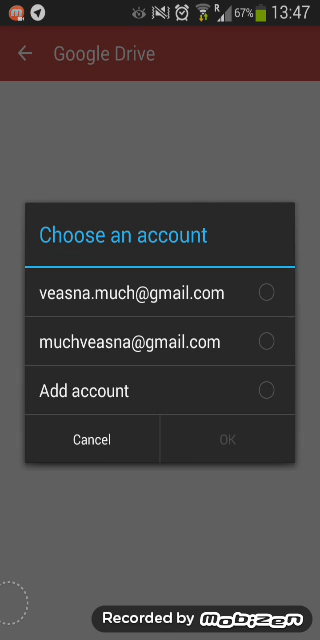 R 67% 13:47
Google Drive
Choose an account
veasna.much@gmail.com
muchveasna@gmail.com
Add account
Cancel
OK
Recorded by Mobizen